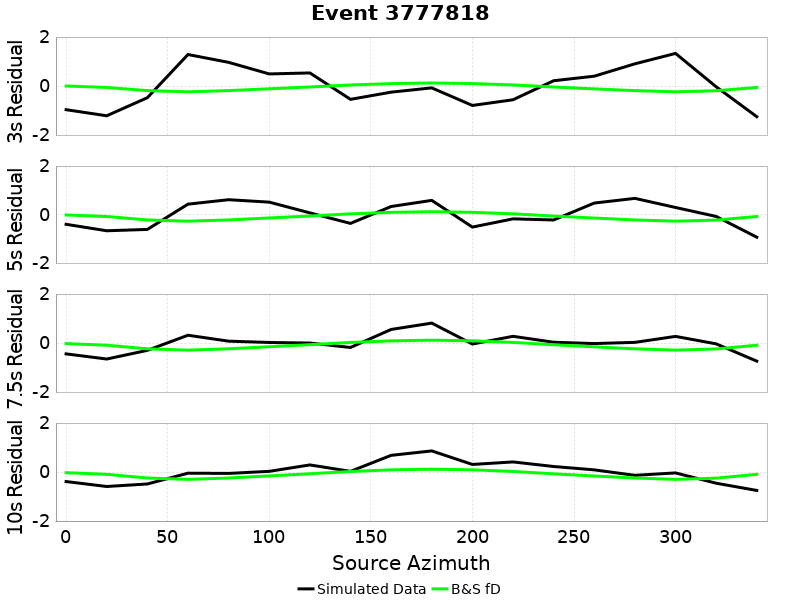 Event 3777818
3s Residual
2
0
-2
5s Residual
2
0
-2
7.5s Residual
2
0
-2
10s Residual
2
0
-2
0 50 100 150 200 250 300
Source Azimuth
Simulated Data B&S fD